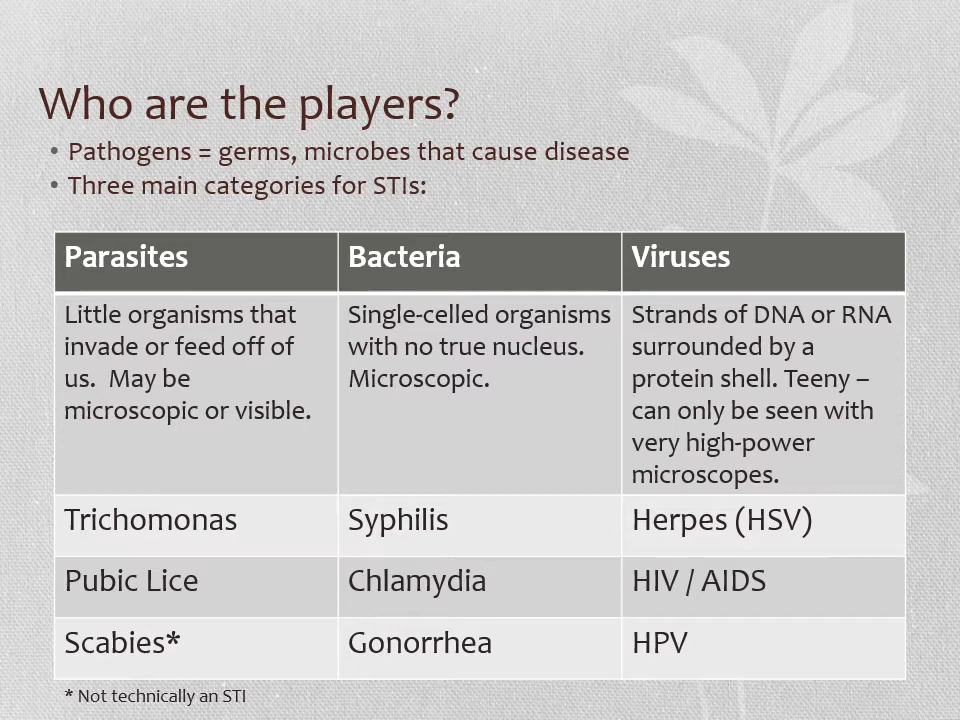 Who are the players?
• Pathogens = germs, microbes that cause disease
• Three main categories for STIs:
Parasites
Bacteria
Viruses
Little organisms that
invade or feed off of
us. May be
microscopic or visible.
Single-celled organisms
with no true nucleus.
Microscopic.
Strands of DNA or RNA
surrounded by a
protein shell. Teeny –
can only be seen with
very high-power
microscopes.
Trichomonas
Syphilis
Herpes (HSV)
Pubic Lice
Chlamydia
HIV / AIDS
Scabies*
Gonorrhea
HPV
* Not technically an STI